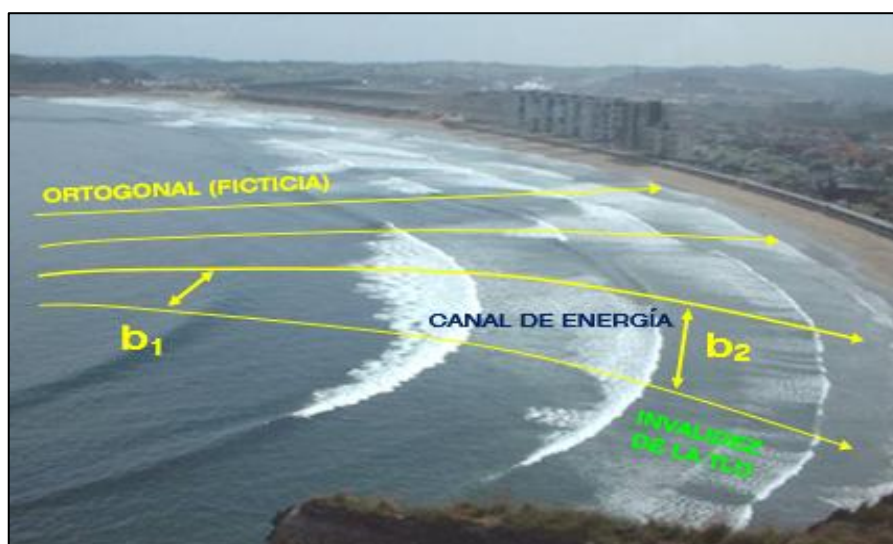 ORTOGONAL (FICTICIA)
b1
CANAL DE ENERGÍA
b2
INVALIDEZ
DE LA TLO